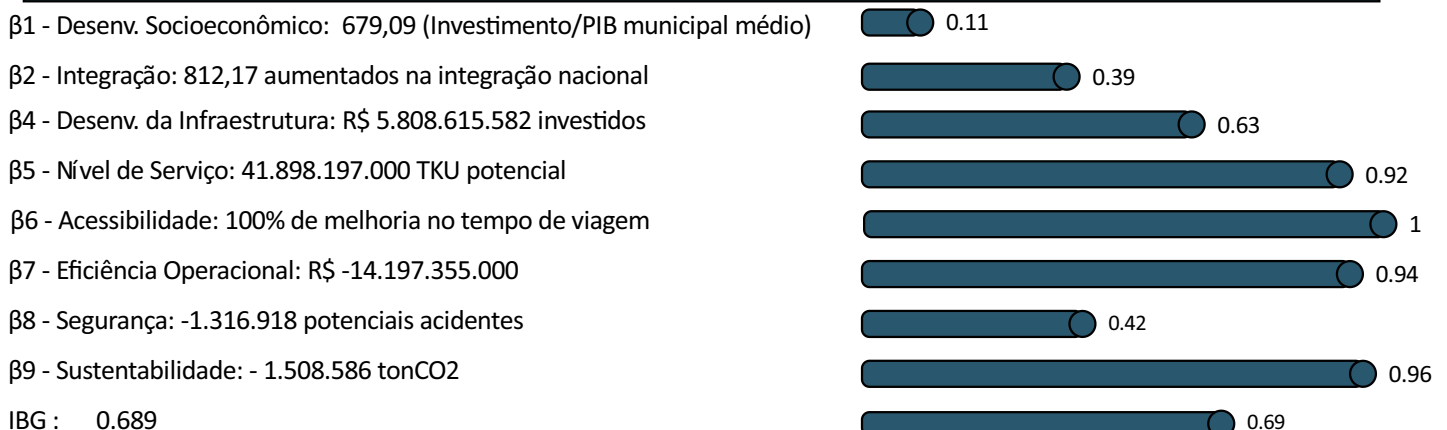 β1 - Desenv. Socioeconômico: 679,09 (Investimento/PIB municipal médio) 0.11
β2 - Integração: 812,17 aumentados na integração nacional 0.39
β4 - Desenv. da Infraestrutura: R$ 5.808.615.582 investidos 0.63
β5 - Nível de Serviço: 41.898.197.000 TKU potencial 0.92
β6 - Acessibilidade: 100% de melhoria no tempo de viagem 1
β7 - Eficiência Operacional: R$ -14.197.355.000 0.94
β8 - Segurança: -1.316.918 potenciais acidentes 0.42
β9 - Sustentabilidade: - 1.508.586 tonCO2 0.96
IBG : 0.689 0.69